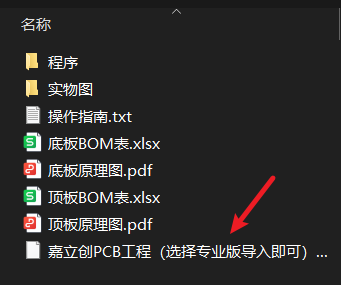 名称
程序
实物图
操作指南.txt
底板BOM表.xlsx
底板原理图.pdf
顶板BOM表.xlsx
顶板原理图.pdf
嘉立创PCB工程（选择专业版导入即可）...